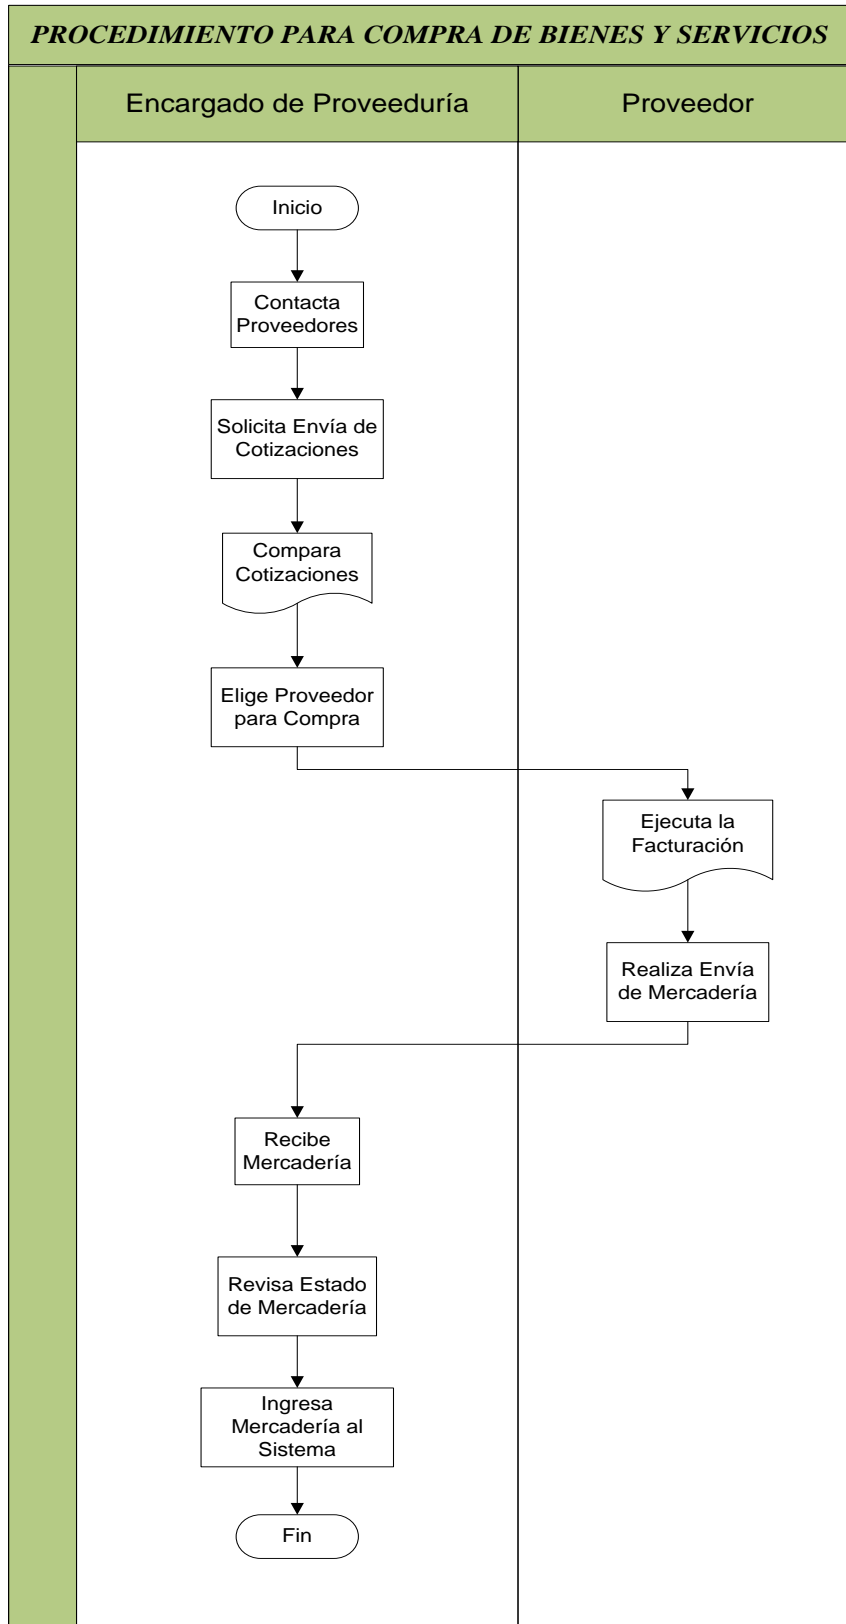 PROCEDIMIENTO PARA COMPRA DE BIENES Y SERVICIOS
Encargado de Proveeduría
Proveedor
Inicio
Contacta
Proveedores
Solicita Envía de
Cotizaciones
Compara
Cotizaciones
Elige Proveedor
para Compra
Ejecuta la
Facturación
Realiza Envía
de Mercadería
Recibe
Mercadería
Revisa Estado
de Mercadería
Ingresa
Mercadería al
Sistema
Fin